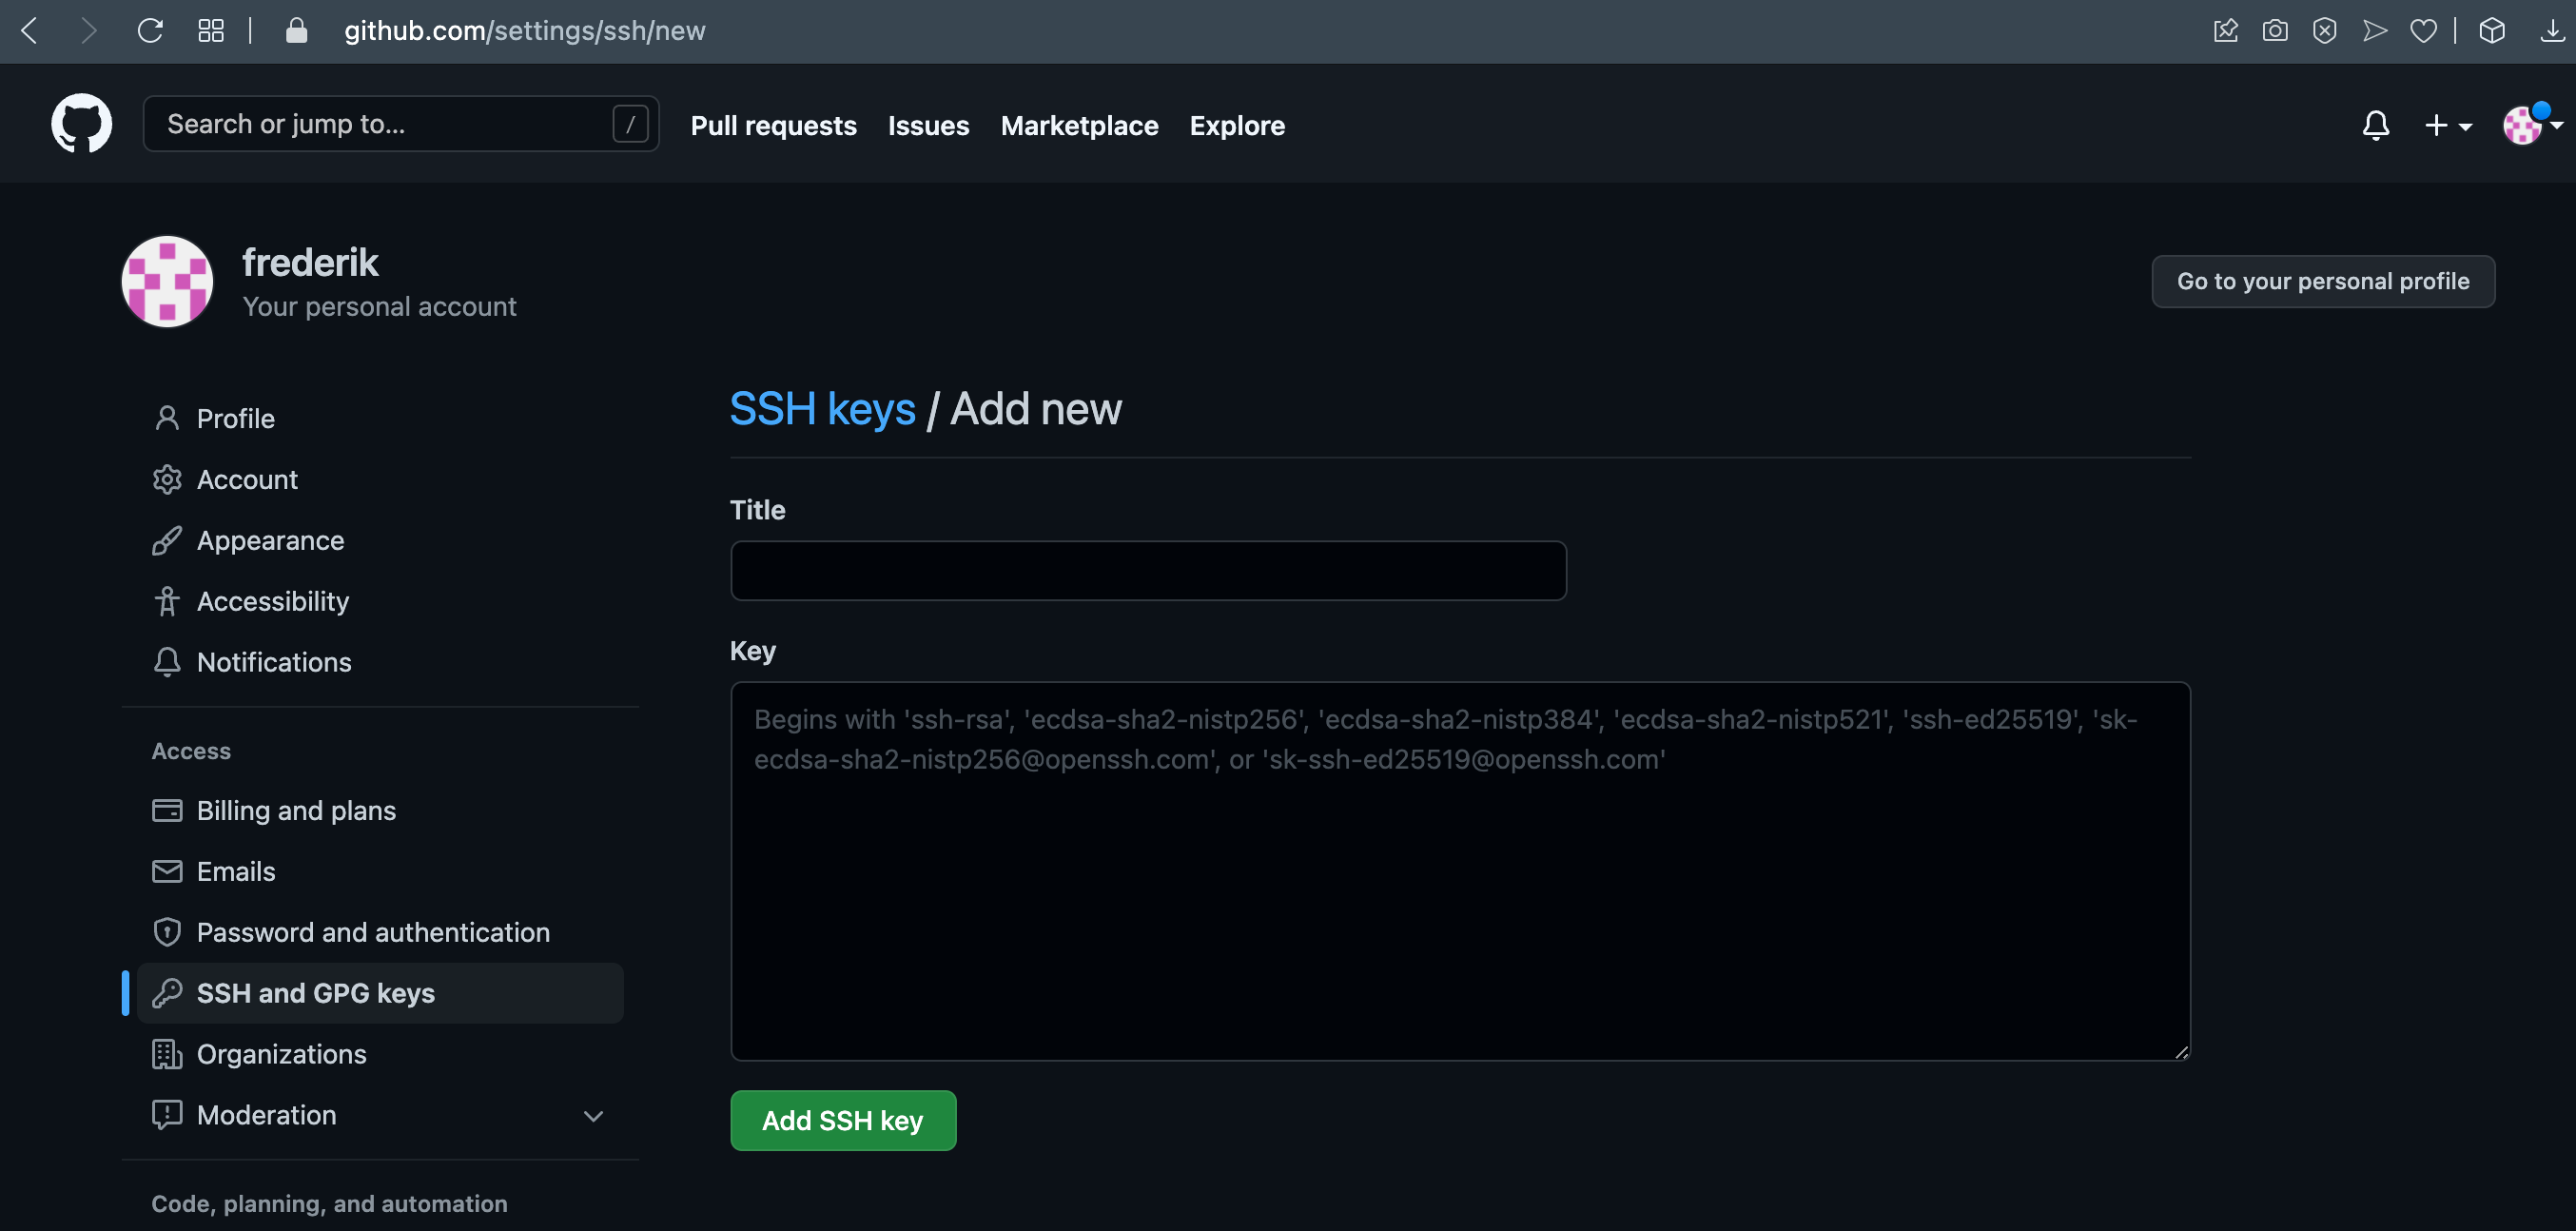 github.com/settings/ssh/new
Search or jump to... /
Pull requests Issues Marketplace Explore
frederik
Your personal account
Go to your personal profile
Profile
Account
Appearance
Accessibility
Notifications
Access
Billing and plans
Emails
Password and authentication
SSH and GPG keys
Organizations
Moderation
Code, planning, and automation
SSH keys / Add new
Title
Key
Begins with 'ssh-rsa', 'ecdsa-sha2-nistp256', 'ecdsa-sha2-nistp384', 'ecdsa-sha2-nistp521', 'ssh-ed25519', 'sk-
ecdsa-sha2-nistp256@openssh.com', or 'sk-ssh-ed25519@openssh.com'
Add SSH key